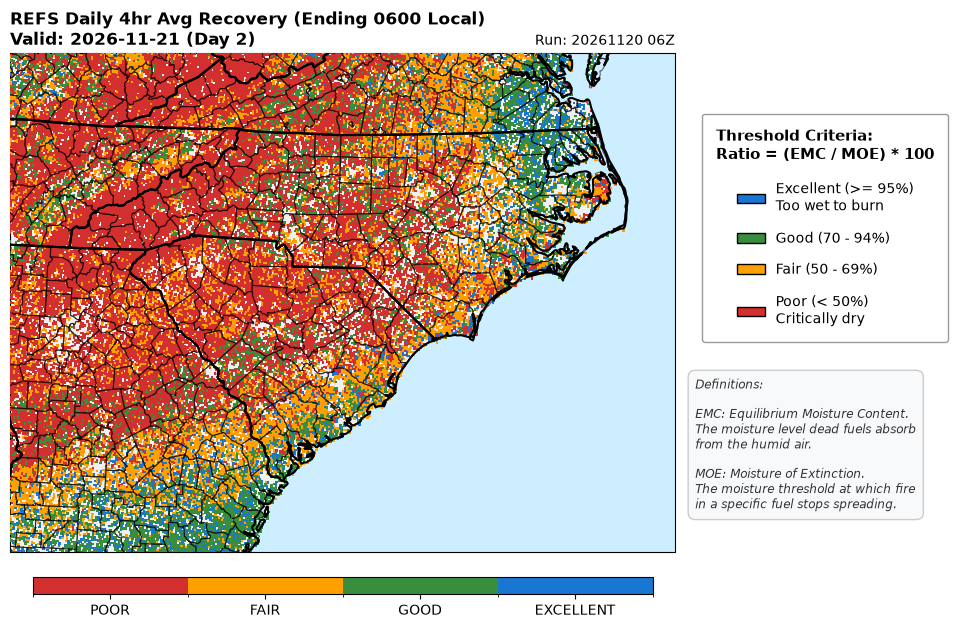 REFS Daily 4hr Avg Recovery (Ending 0600 Local)
Valid: 2026-11-21 (Day 2)
Run: 20261120 06Z
Threshold Criteria:
Ratio = (EMC / MOE) * 100
Excellent (>= 95%)
Too wet to burn
Good (70 - 94%)
Fair (50 - 69%)
Poor (< 50%)
Critically dry
Definitions:
EMC: Equilibrium Moisture Content.
The moisture level dead fuels absorb
from the humid air.
MOE: Moisture of Extinction.
The moisture threshold at which fire
in a specific fuel stops spreading.
POOR
FAIR
GOOD
EXCELLENT